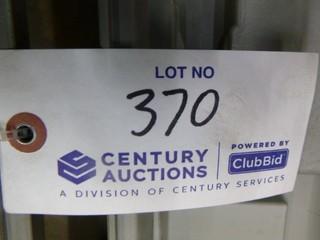 LOT NO
370
CENTURY AUCTIONS
POWERED BY
ClubBid
A DIVISION OF CENTURY SERVICES